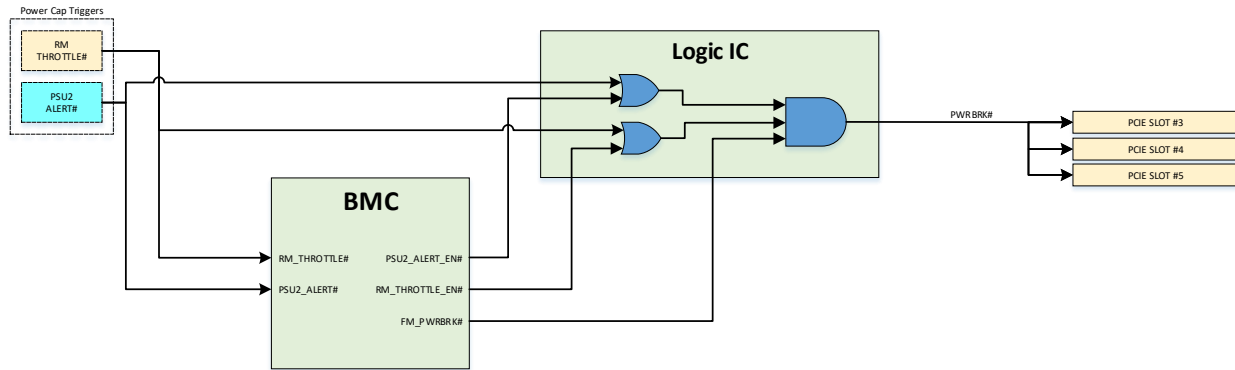 Power Cap Triggers
RM
THROTTLE#
PSU2
ALERT#
Logic IC
PWRBRK#
PCIE SLOT #3
PCIE SLOT #4
PCIE SLOT #5
BMC
RM_THROTTLE#
PSU2_ALERT#
PSU2_ALERT_EN#
RM_THROTTLE_EN#
FM_PWRBRK#